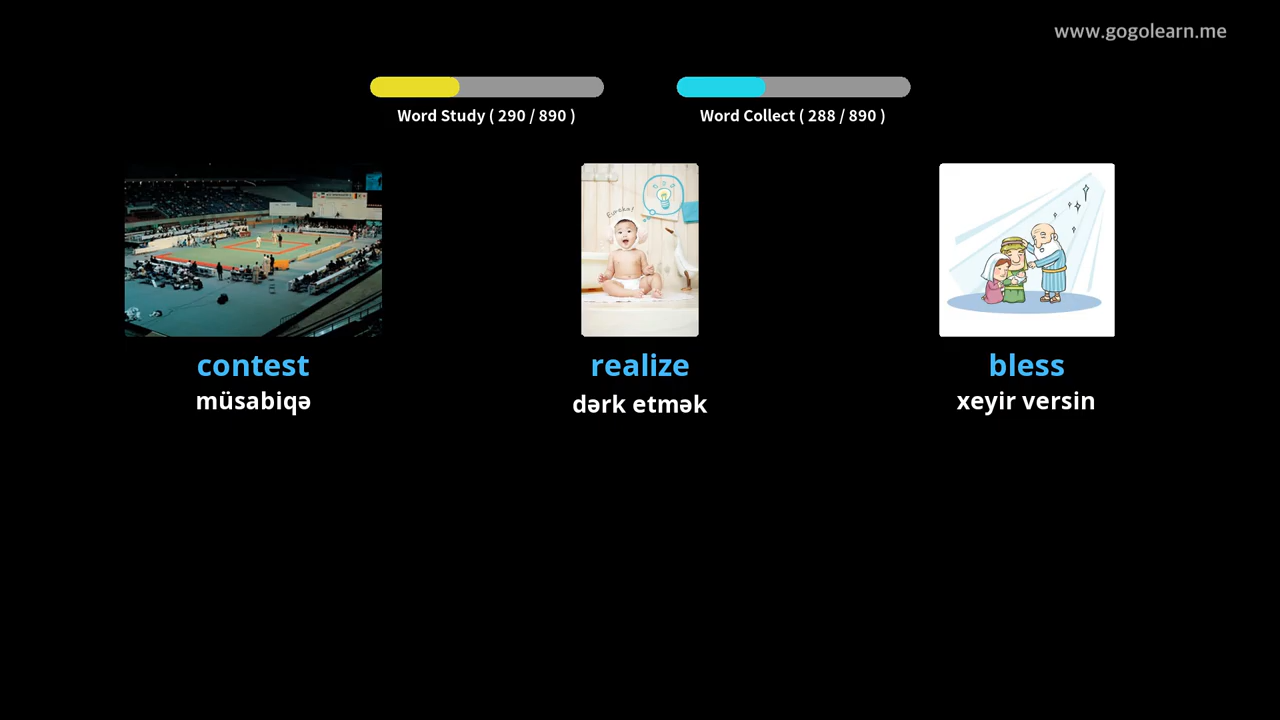 www.gogolearn.me
Word Study ( 290 / 890 )
Word Collect ( 288 / 890 )
Eureka!
contest
realize
bless
müsabiqə
dərk etmək
xeyir versin